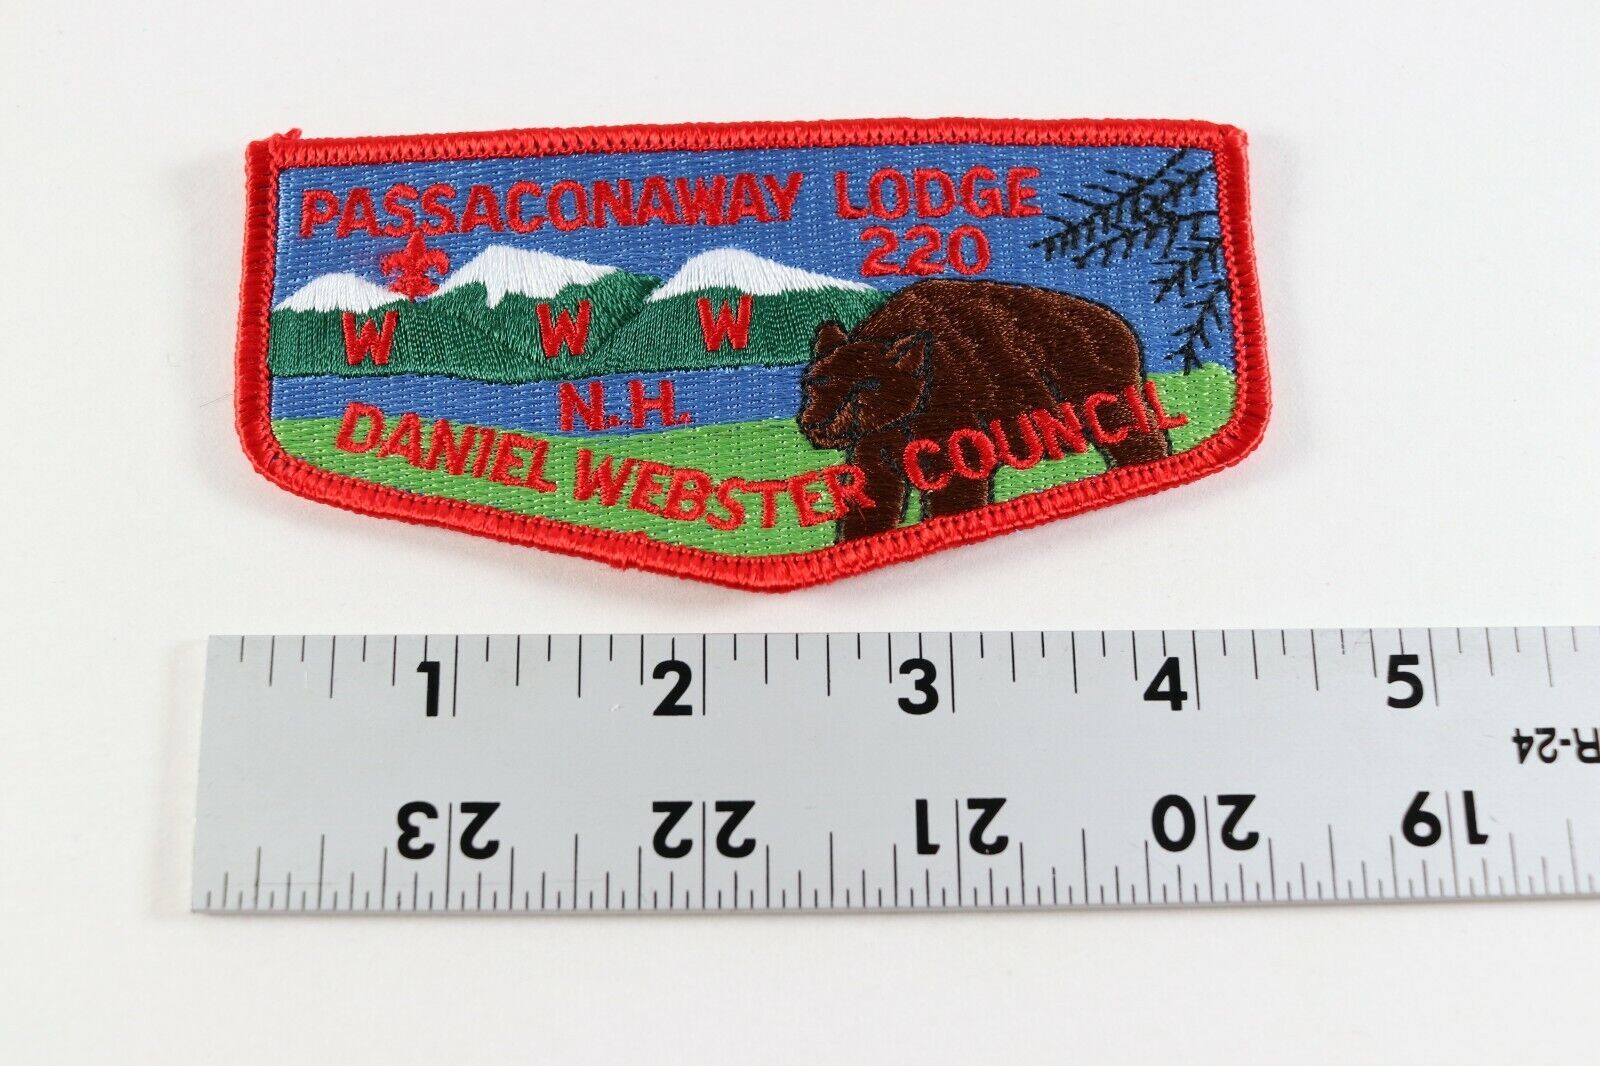 PASSACONAWAY LODGE
220
W W W
N.H.
DANIEL WEBSTER COUNCIL
1 2 3 4 5
R-24
23 22 21 20 19